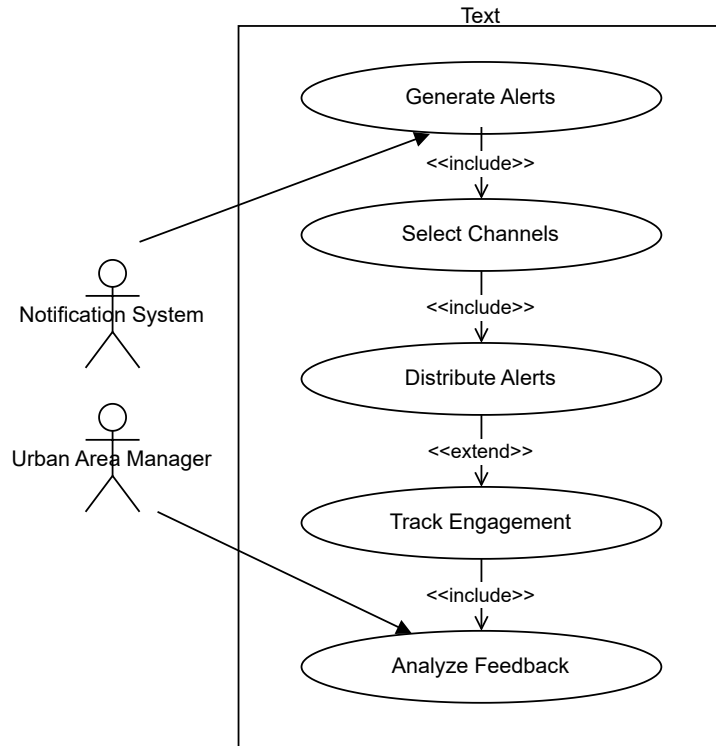 Text
Generate Alerts
<<include>>
Select Channels
<<include>>
Notification System
Distribute Alerts
<<extend>>
Urban Area Manager
Track Engagement
<<include>>
Analyze Feedback